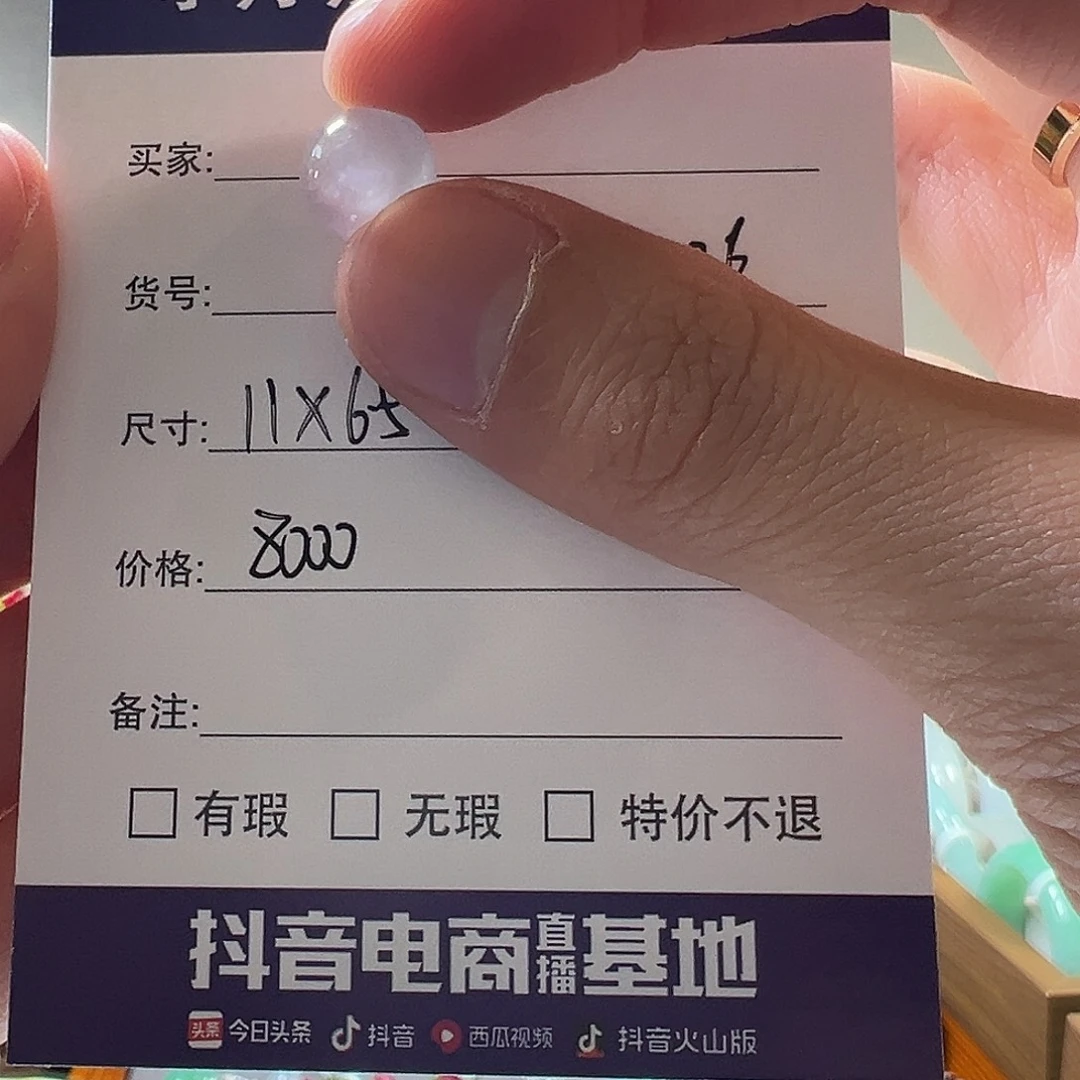 买家:
货号:
尺寸: 11X65
价格: 8000
备注:
有瑕 无瑕 特价不退
抖音电商直播基地
头条 今日头条 抖音 西瓜视频 抖音火山版